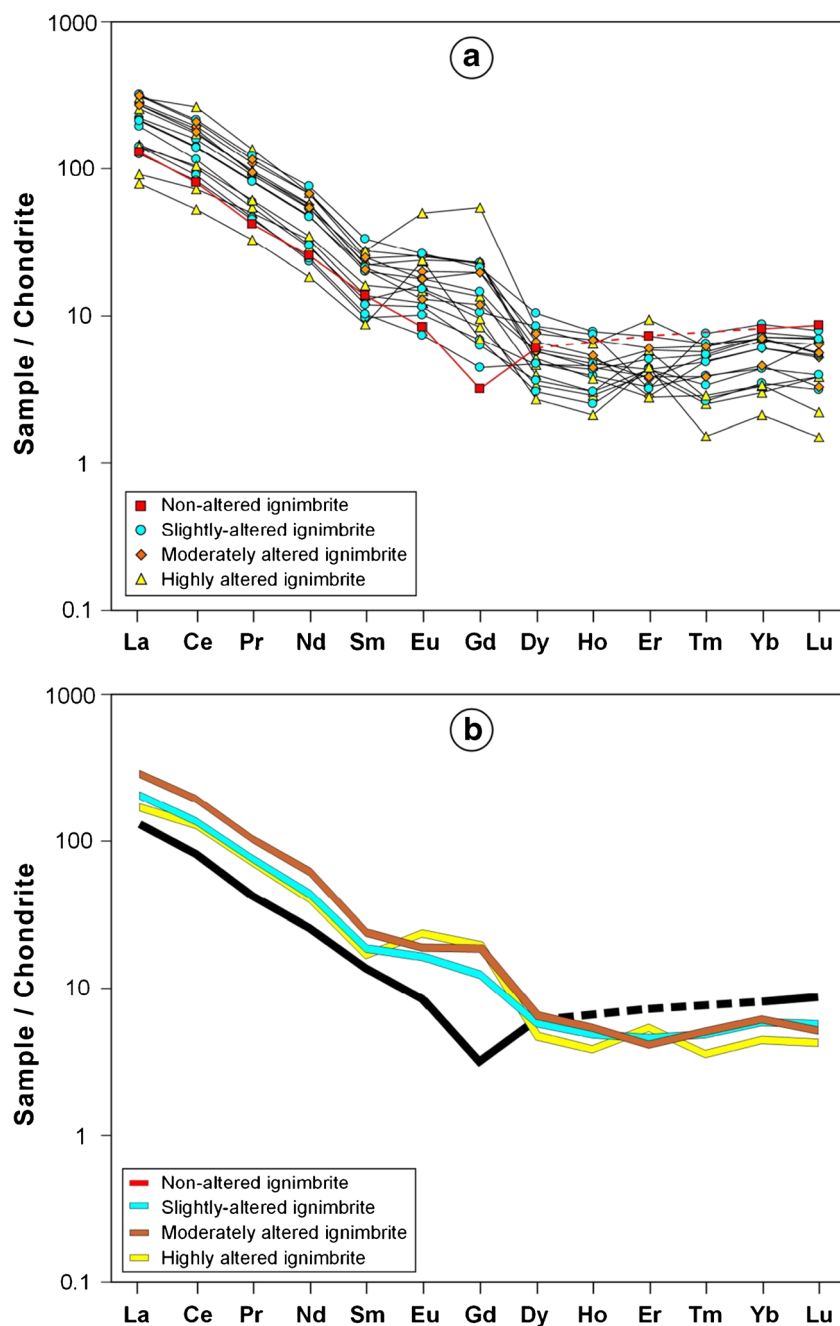 a
1000
100
10
1
0.1
Sample / Chondrite
Non-altered ignimbrite
Slightly-altered ignimbrite
Moderately altered ignimbrite
Highly altered ignimbrite
La Ce Pr Nd Sm Eu Gd Dy Ho Er Tm Yb Lu
b
1000
100
10
1
0.1
Sample / Chondrite
Non-altered ignimbrite
Slightly-altered ignimbrite
Moderately altered ignimbrite
Highly altered ignimbrite
La Ce Pr Nd Sm Eu Gd Dy Ho Er Tm Yb Lu